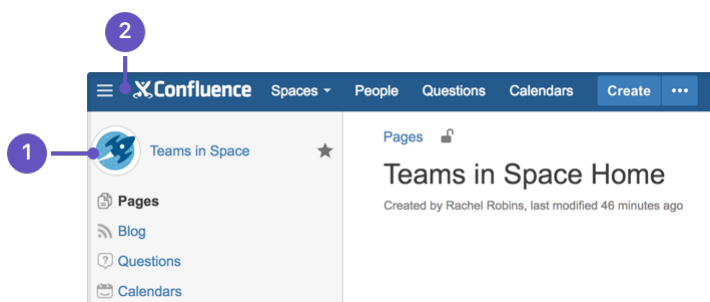 2
Confluence Spaces People Questions Calendars Create
1
Teams in Space
Pages
Blog
Questions
Calendars
Pages
Teams in Space Home
Created by Rachel Robins, last modified 46 minutes ago